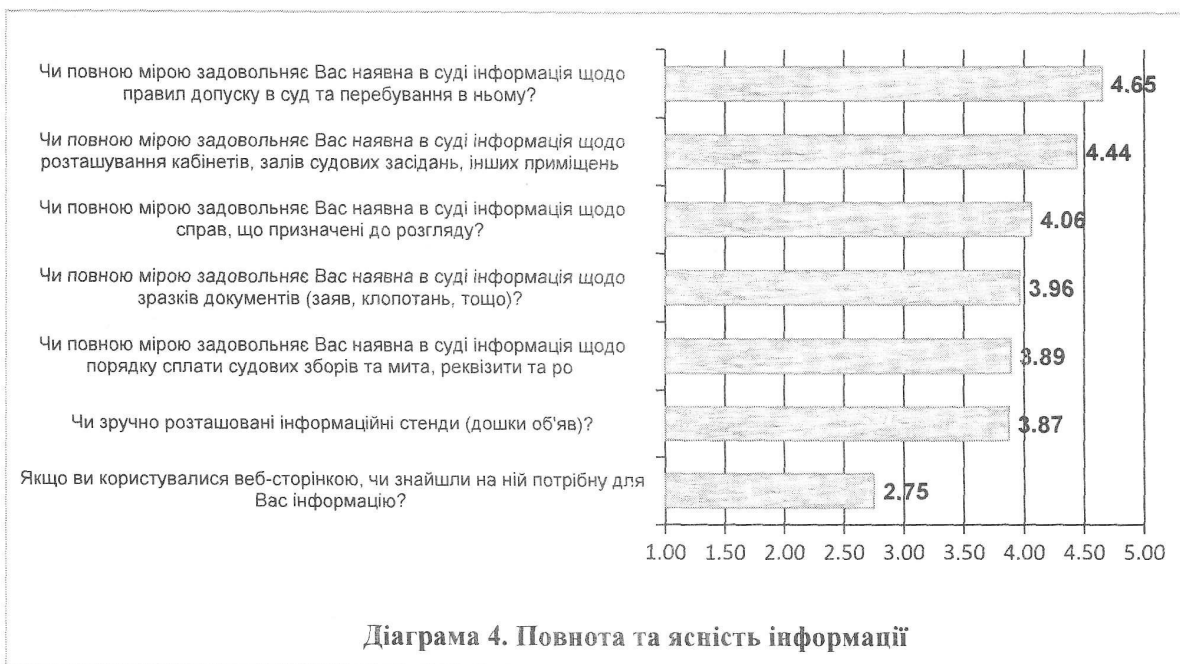 Чи повною мірою задовольняє Вас наявна в суді інформація щодо
правил допуску в суд та перебування в ньому?
4.65
Чи повною мірою задовольняє Вас наявна в суді інформація щодо
розташування кабінетів, залів судових засідань, інших приміщень
4.44
Чи повною мірою задовольняє Вас наявна в суді інформація щодо
справ, що призначені до розгляду?
4.06
Чи повною мірою задовольняє Вас наявна в суді інформація щодо
зразків документів (заяв, клопотань, тощо)?
3.96
Чи повною мірою задовольняє Вас наявна в суді інформація щодо
порядку сплати судових зборів та мита, реквізити та ро
3.89
Чи зручно розташовані інформаційні стенди (дошки об'яв)?
3.87
Якщо ви користувалися веб-сторінкою, чи знайшли на ній потрібну для
Вас інформацію?
2.75
1.00 1.50 2.00 2.50 3.00 3.50 4.00 4.50 5.00
Діаграма 4. Повнота та ясність інформації